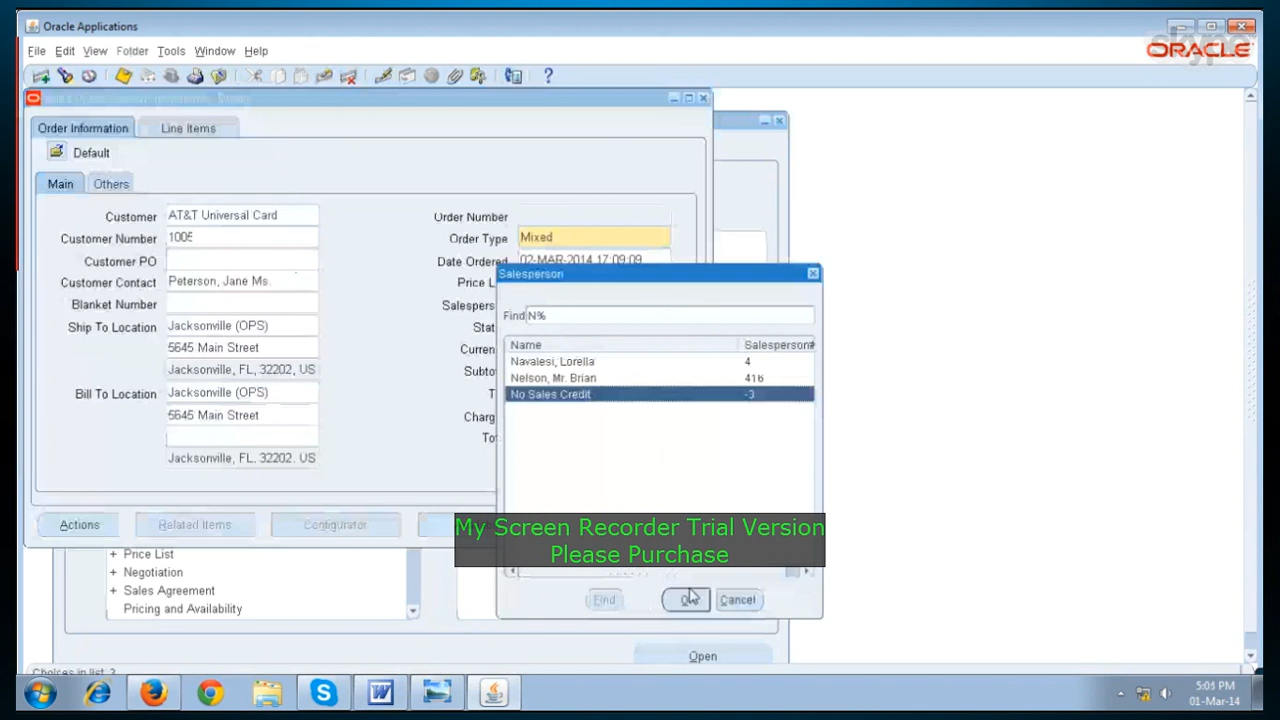 Oracle Applications
File Edit View Folder Tools Window Help
skype
ORACLE
Order Information Line Items
Default
Main Others
Customer AT&T Universal Card
Customer Number 1005
Customer PO
Customer Contact Peterson, Jane Ms.
Blanket Number
Ship To Location Jacksonville (OPS)
5645 Main Street
Jacksonville, FL, 32202, US
Bill To Location Jacksonville (OPS)
5645 Main Street
Jacksonville, FL, 32202, US
Order Number
Order Type Mixed
Date Ordered 02-MAR-2014 17:09:09
Price L
Salespers
Stat
Curren
Subto
T
Charg
To
Salesperson
Find N%
Name Salesperson#
Navalesi, Lorella 4
Nelson, Mr. Brian 416
No Sales Credit -3
Find Cancel
Actions Related Items Configurator
My Screen Recorder Trial Version
Please Purchase
+ Price List
+ Negotiation
+ Sales Agreement
Pricing and Availability
Open
Choices in list: 3
5:03 PM
01-Mar-14